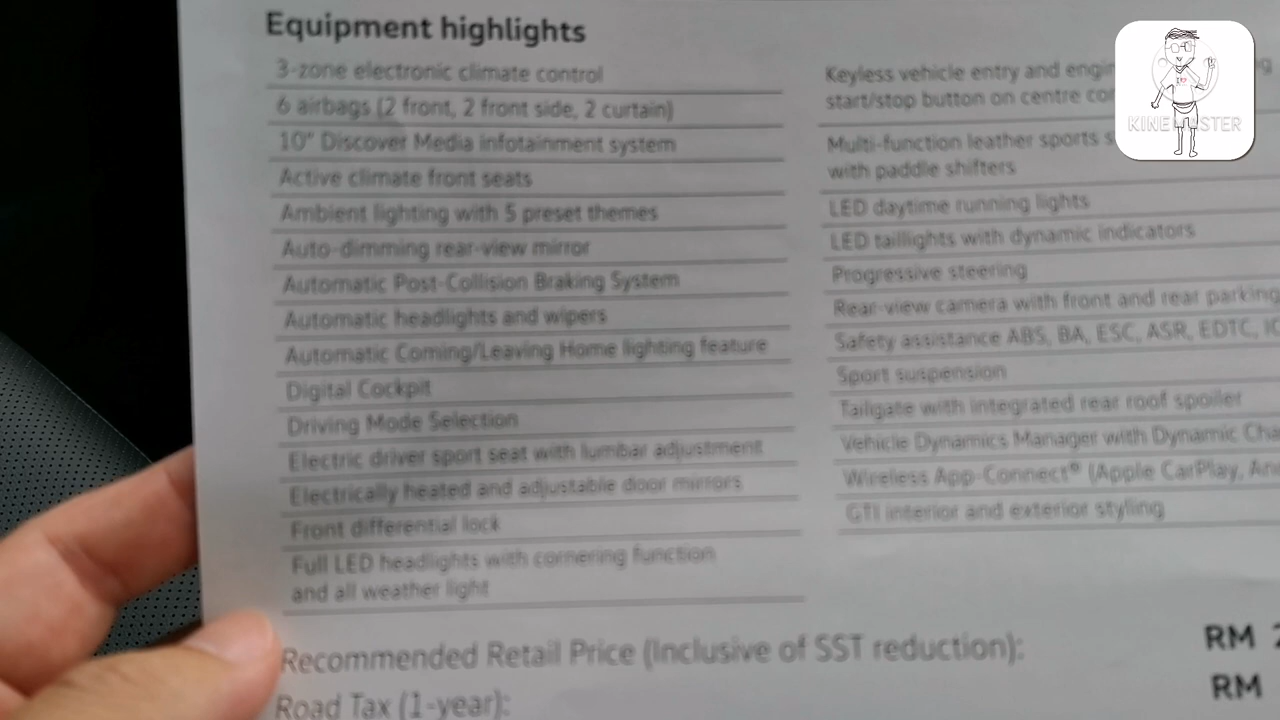 Equipment highlights
3-zone electronic climate control
6 airbags (2 front, 2 front side, 2 curtain)
10" Discover Media infotainment system
Active climate front seats
Ambient lighting with 5 preset themes
Auto-dimming rear-view mirror
Automatic Post-Collision Braking System
Automatic headlights and wipers
Automatic Coming/Leaving Home lighting feature
Digital Cockpit
Driving Mode Selection
Electric driver sport seat with lumbar adjustment
Electrically heated and adjustable door mirrors
Front differential lock
Full LED headlights with cornering function
and all weather light
Keyless vehicle entry and
start/stop button on centre
Multi-function leather sports
with paddle shifters
LED daytime running lights
LED taillights with dynamic indicators
Progressive steering
Rear-view camera with front and rear parking
Safety assistance ABS, BA, ESC, ASR, EDTC,
Sport suspension
Tailgate with integrated rear roof spoiler
Vehicle Dynamics Manager with Dynamic
Wireless App-Connect® (Apple CarPlay,
GTI interior and exterior styling
Recommended Retail Price (Inclusive of SST reduction): RM
Road Tax (1-year): RM